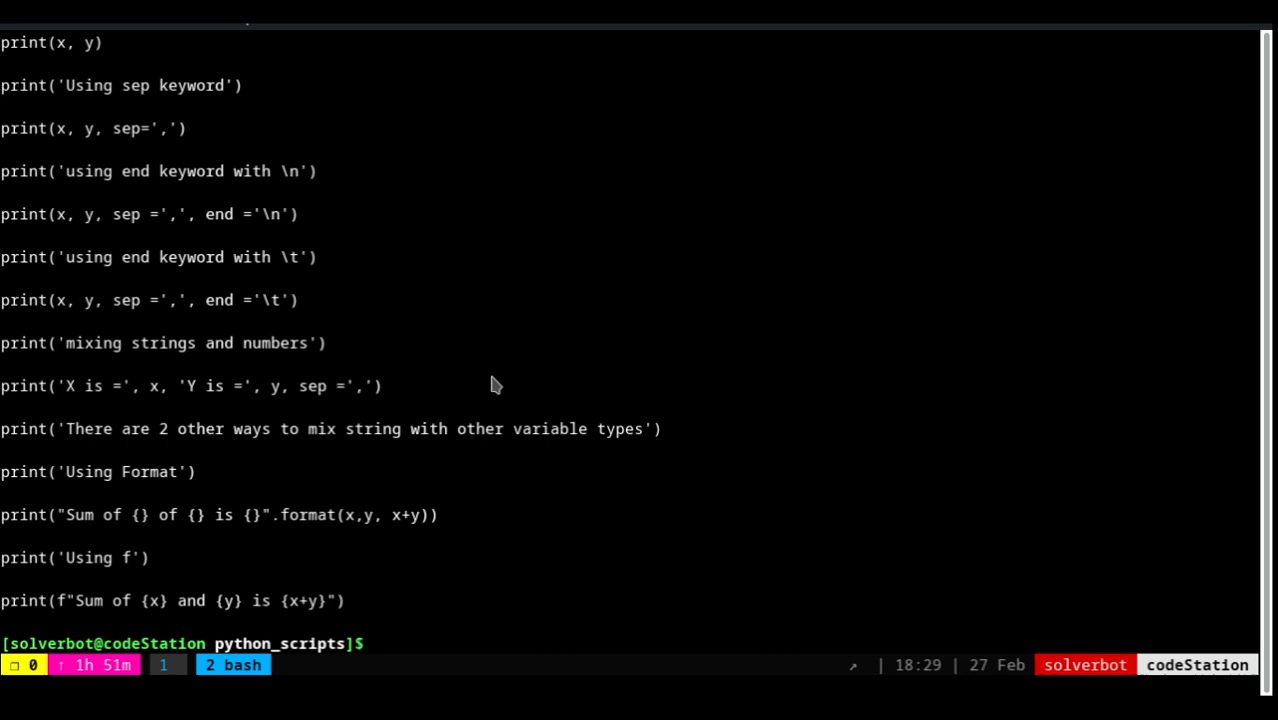 print(x, y)
print('Using sep keyword')
print(x, y, sep=',')
print('using end keyword with \n')
print(x, y, sep =',', end ='\n')
print('using end keyword with \t')
print(x, y, sep =',', end ='\t')
print('mixing strings and numbers')
print('X is =', x, 'Y is =', y, sep =',')
print('There are 2 other ways to mix string with other variable types')
print('Using Format')
print("Sum of {} of {} is {}".format(x,y, x+y))
print('Using f')
print(f"Sum of {x} and {y} is {x+y}")
[solverbot@codeStation python_scripts]$
❐ 0 ↑ 1h 51m 1 2 bash ↗ | 18:29 | 27 Feb solverbot codeStation